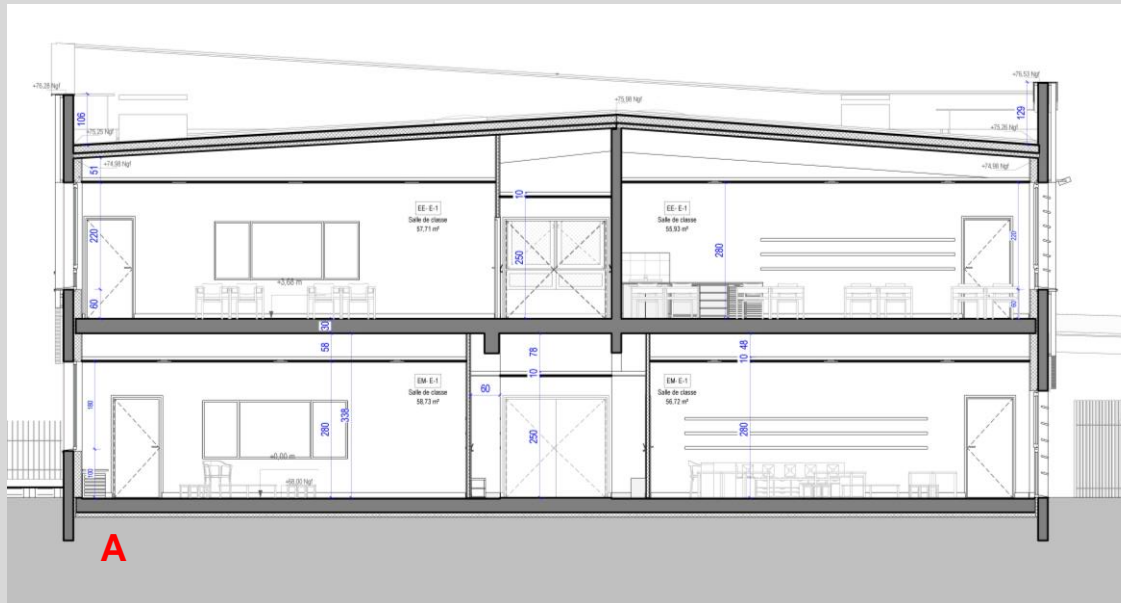 +76,28 Ngf
+76.53 Ngf
+75,98 Ngf
106
129
+75,25 Ngf
+75,26 Ngf
51
+74,98 Ngf
+74,98 Ngf
10
EE- E-1
Salle de classe
57,71 m²
EE- E-1
Salle de classe
55,93 m²
220
250
280
220
+3,68 m
60
60
30
58
78
48
10
10
EM- E-1
Salle de classe
58,73 m²
EM- E-1
Salle de classe
56,72 m²
60
180
338
280
250
280
+0,00 m
100
+68,00 Ngf
A